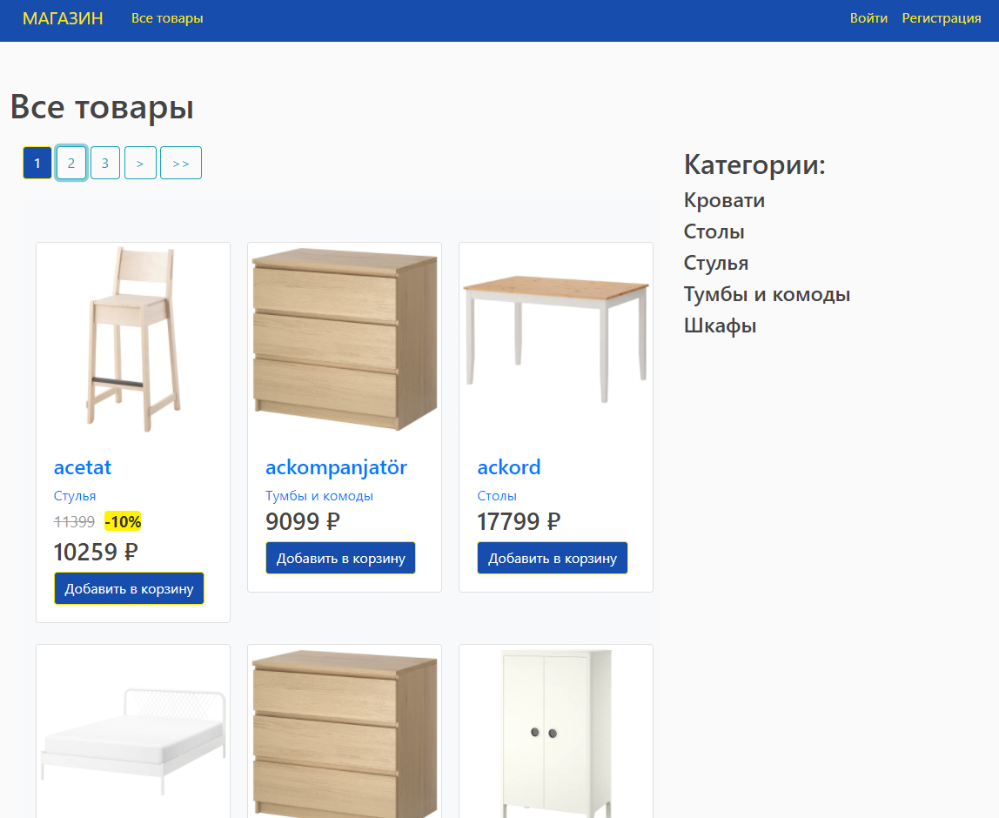 МАГАЗИН Все товары Войти Регистрация
Все товары
1 2 3 > >>
Категории:
Кровати
Столы
Стулья
Тумбы и комоды
Шкафы
acetat
Стулья
11399 -10%
10259 ₽
Добавить в корзину
ackompanjatör
Тумбы и комоды
9099 ₽
Добавить в корзину
ackord
Столы
17799 ₽
Добавить в корзину